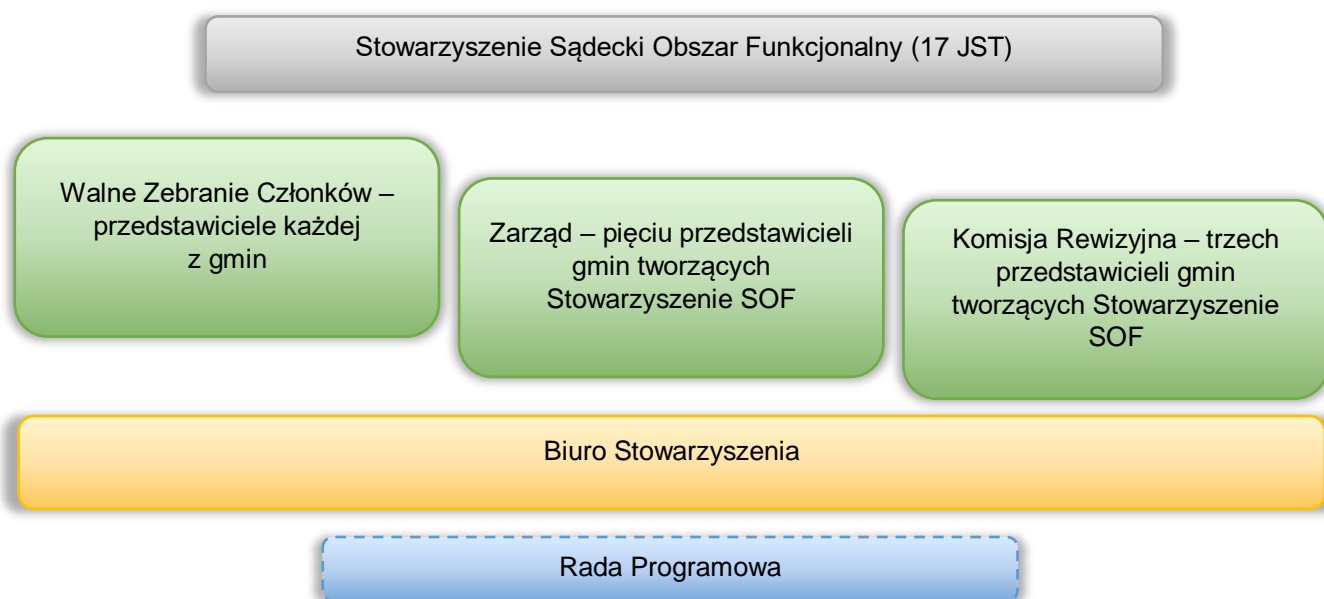 Stowarzyszenie Sądecki Obszar Funkcjonalny (17 JST)
Walne Zebranie Członków –
przedstawiciele każdej
z gmin
Zarząd – pięciu przedstawicieli
gmin tworzących
Stowarzyszenie SOF
Komisja Rewizyjna – trzech
przedstawicieli gmin
tworzących Stowarzyszenie
SOF
Biuro Stowarzyszenia
Rada Programowa